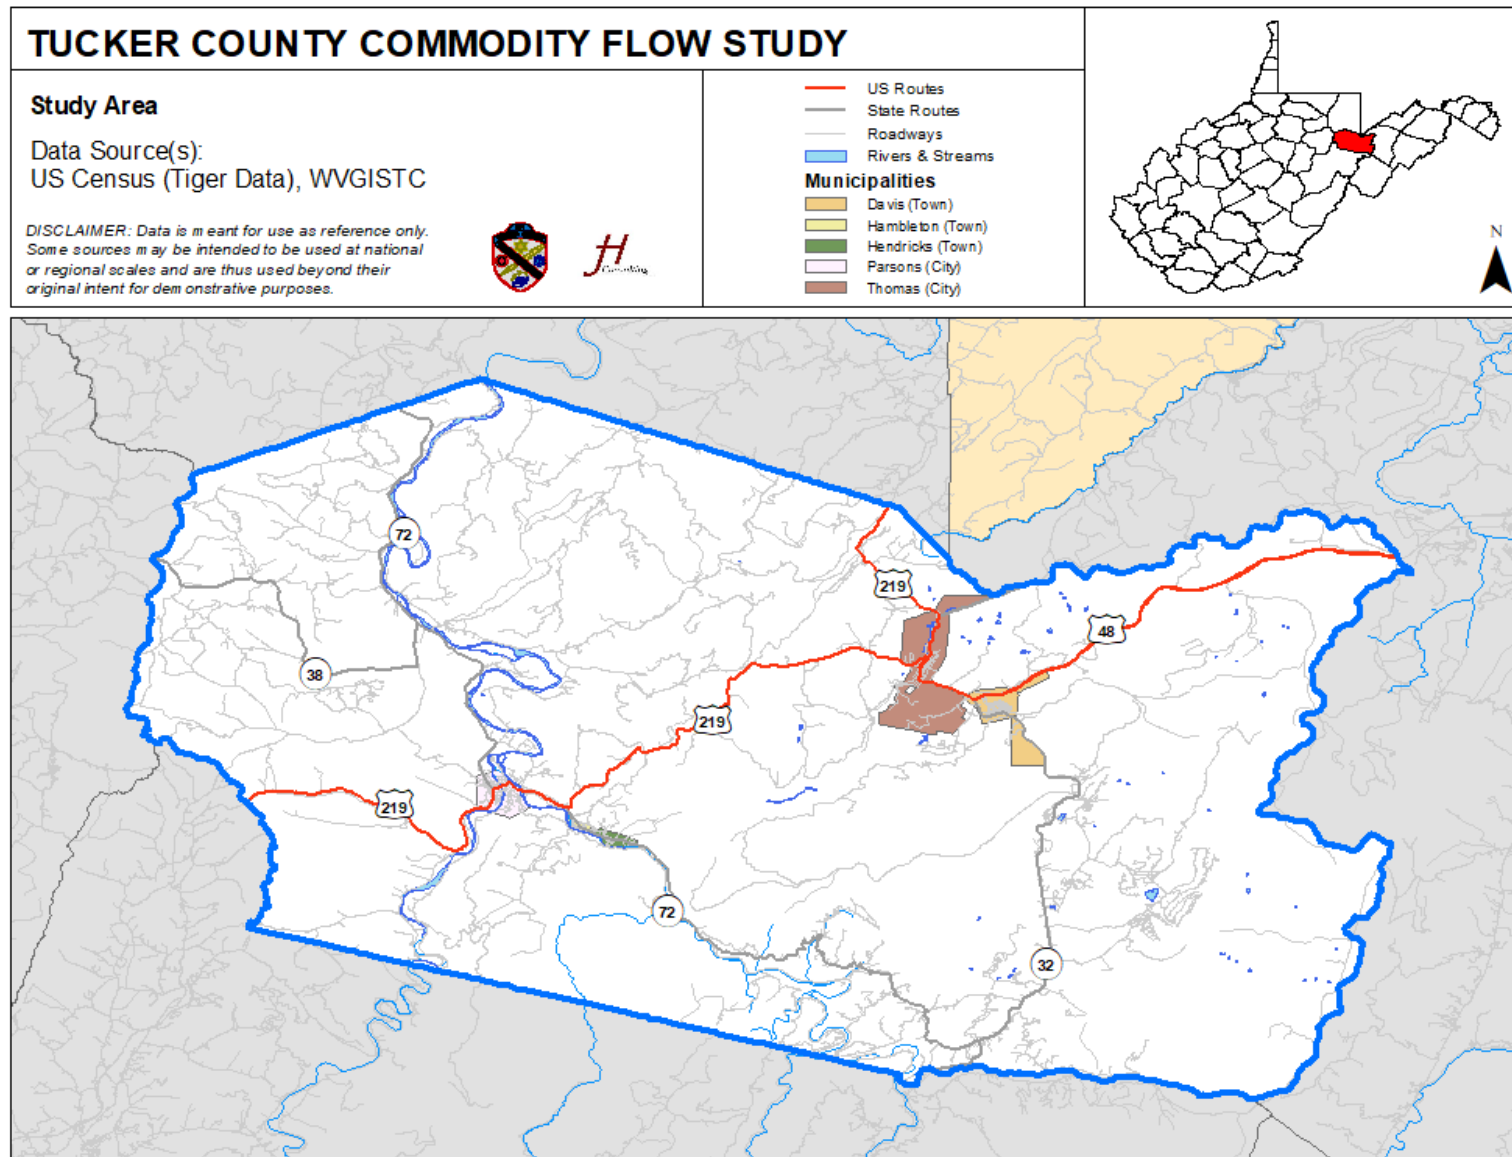 TUCKER COUNTY COMMODITY FLOW STUDY
Study Area
Data Source(s):
US Census (Tiger Data), WVGISTC
DISCLAIMER: Data is meant for use as reference only.
Some sources may be intended to be used at national
or regional scales and are thus used beyond their
original intent for demonstrative purposes.
JH
Consulting
US Routes
State Routes
Roadways
Rivers & Streams
Municipalities
Davis (Town)
Hambleton (Town)
Hendricks (Town)
Parsons (City)
Thomas (City)
N
72
219
48
38
219
219
72
32